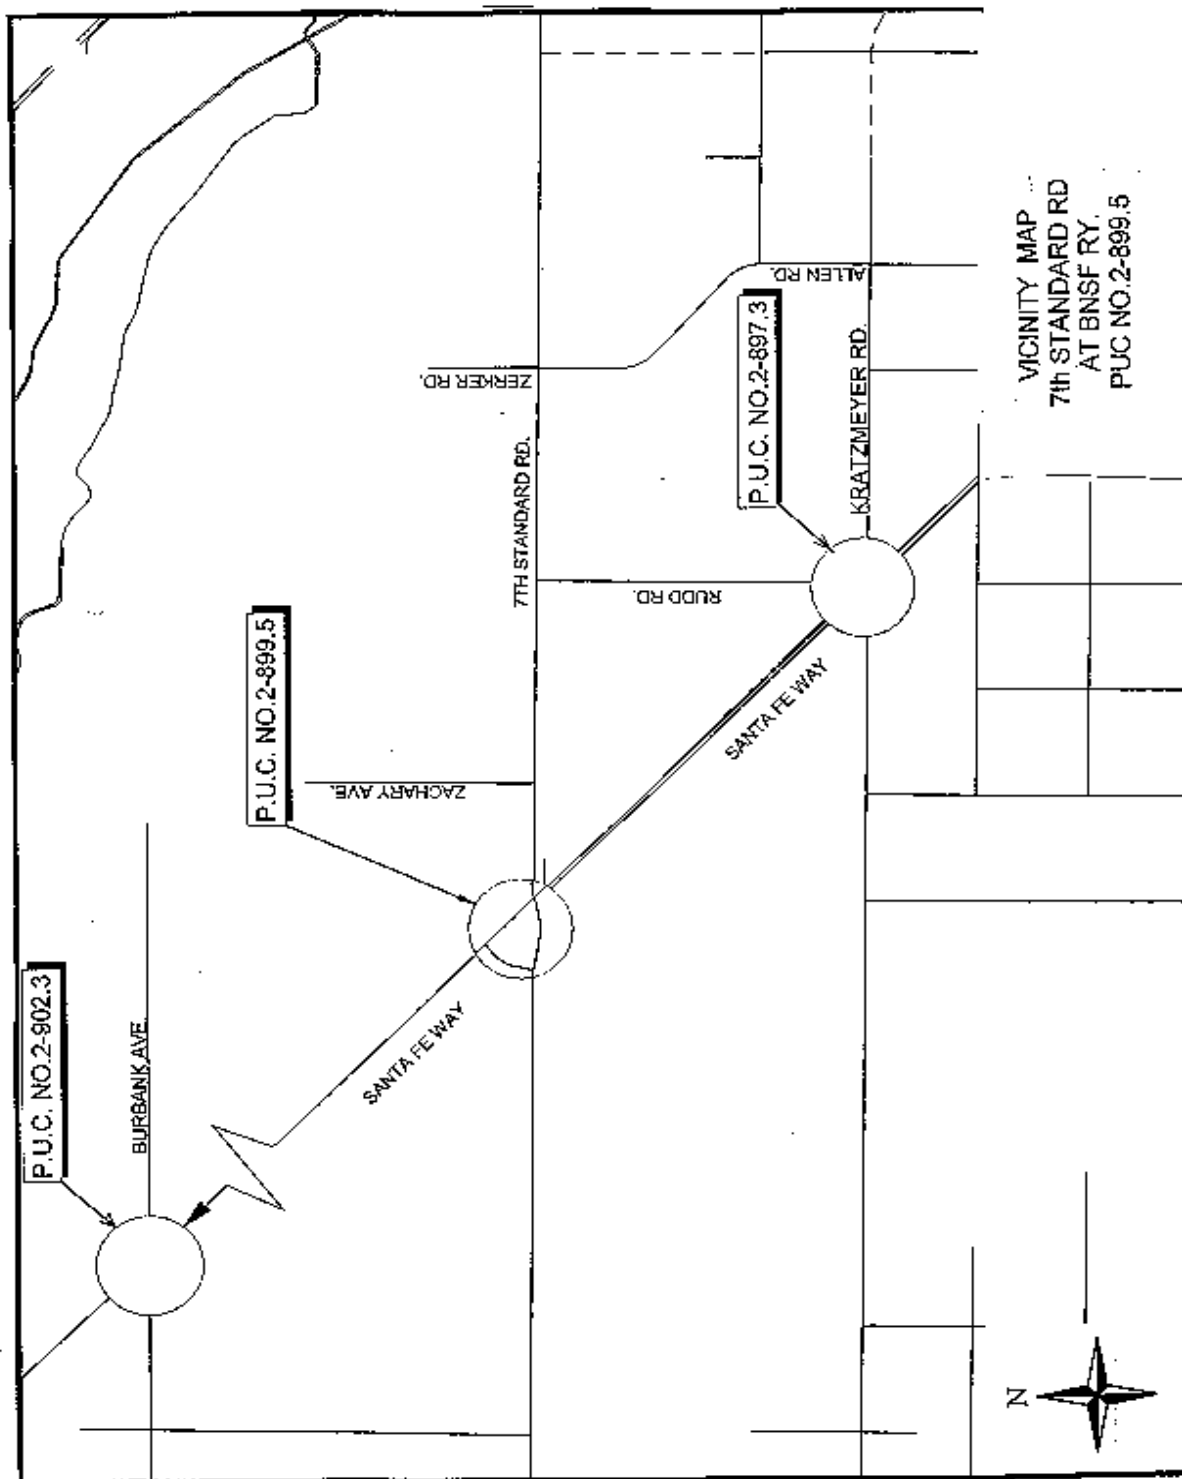 P.U.C. NO.2-902.3
BURBANK AVE.
P.U.C. NO.2-899.5
SANTA FE WAY
ZACHARY AVE.
7TH STANDARD RD.
ZERKER RD.
SANTA FE WAY
RUDD RD.
P.U.C. NO.2-897.3
KRATZMEYER RD.
ALLEN RD.
N
VICINITY MAP
7th STANDARD RD
AT BNSF RY.
PUC NO.2-899.5